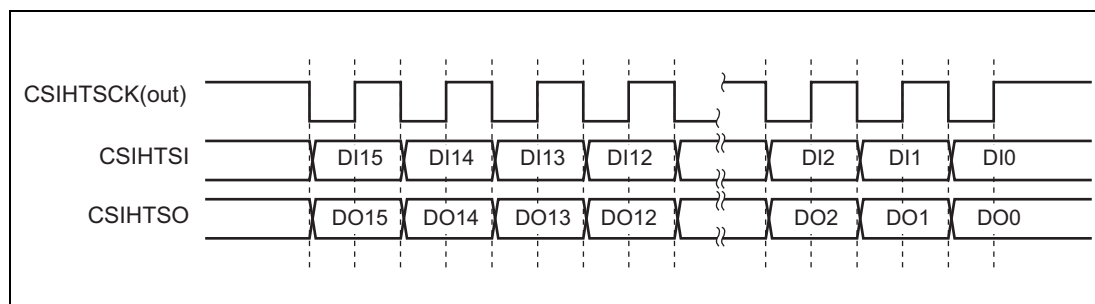 CSIHTSCK(out)
CSIHTSI DI15 DI14 DI13 DI12 DI2 DI1 DI0
CSIHTSO DO15 DO14 DO13 DO12 DO2 DO1 DO0